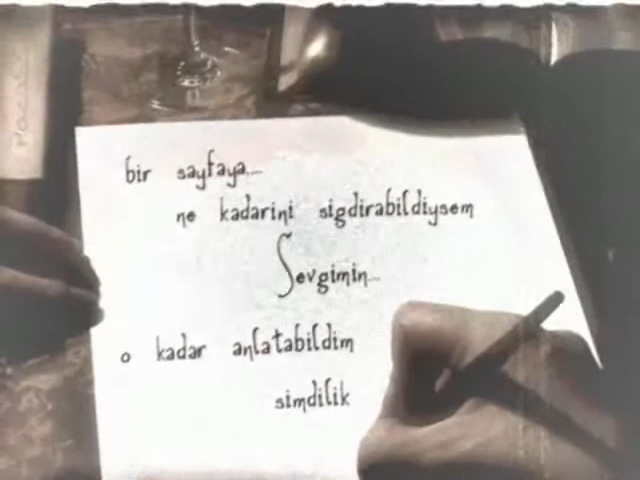 bir sayfaya...
ne kadarini sigdirabildiysem
Sevgimin...
o kadar anlatabildim
simdilik